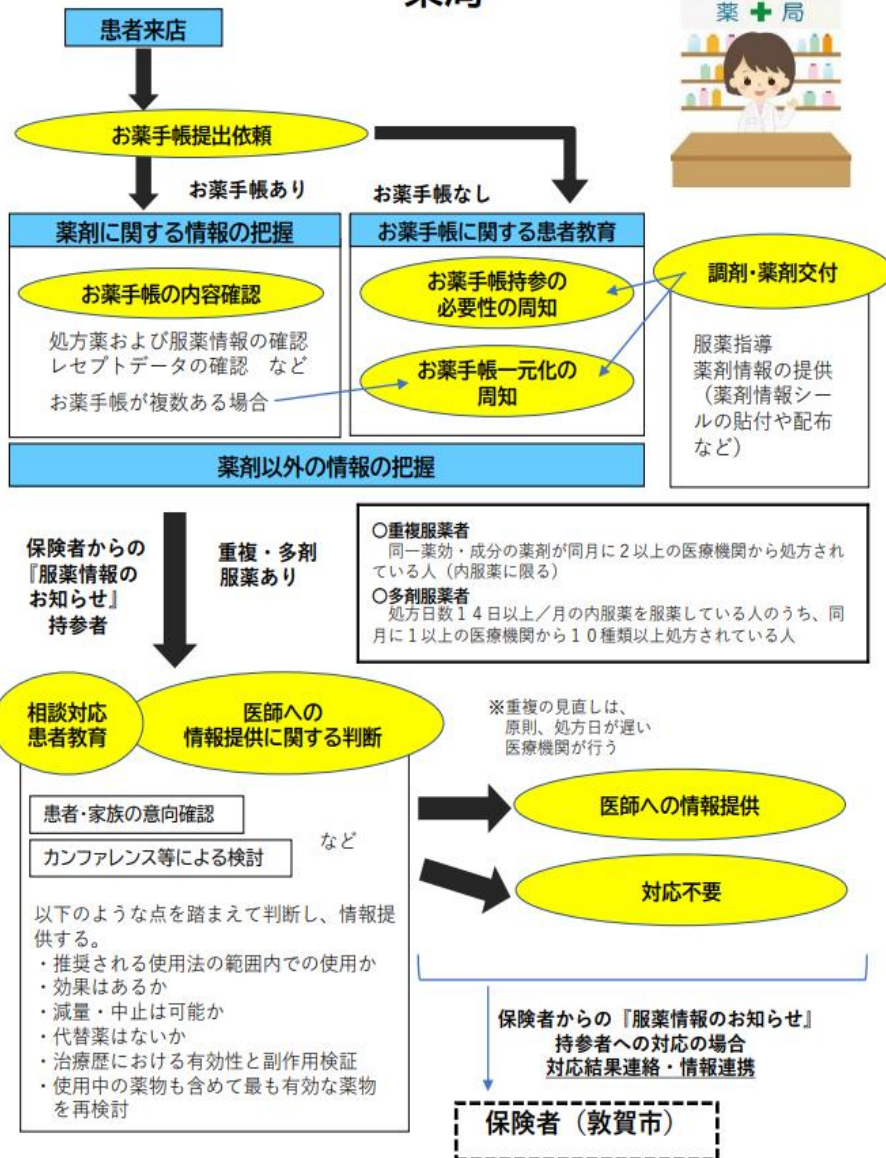 薬局
薬 局
患者来店
お薬手帳提出依頼
お薬手帳あり
お薬手帳なし
薬剤に関する情報の把握
お薬手帳の内容確認
処方薬および服薬情報の確認
レセプトデータの確認 など
お薬手帳が複数ある場合
お薬手帳に関する患者教育
お薬手帳持参の
必要性の周知
お薬手帳一元化の
周知
調剤・薬剤交付
服薬指導
薬剤情報の提供
（薬剤情報シー
ルの貼付や配布
など）
薬剤以外の情報の把握
保険者からの
『服薬情報の
お知らせ』
持参者
重複・多剤
服薬あり
〇重複服薬者
同一薬効・成分の薬剤が同月に２以上の医療機関から処方され
ている人（内服薬に限る）
〇多剤服薬者
処方日数１４日以上／月の内服薬を服薬している人のうち、同
月に１以上の医療機関から１０種類以上処方されている人
相談対応
患者教育
医師への
情報提供に関する判断
患者・家族の意向確認
カンファレンス等による検討
など
以下のような点を踏まえて判断し、情報提
供する。
・推奨される使用法の範囲内での使用か
・効果はあるか
・減量・中止は可能か
・代替薬はないか
・治療歴における有効性と副作用検証
・使用中の薬物も含めて最も有効な薬物
を再検討
※重複の見直しは、
原則、処方日が遅い
医療機関が行う
医師への情報提供
対応不要
保険者からの『服薬情報のお知らせ』
持参者への対応の場合
対応結果連絡・情報連携
保険者（敦賀市）